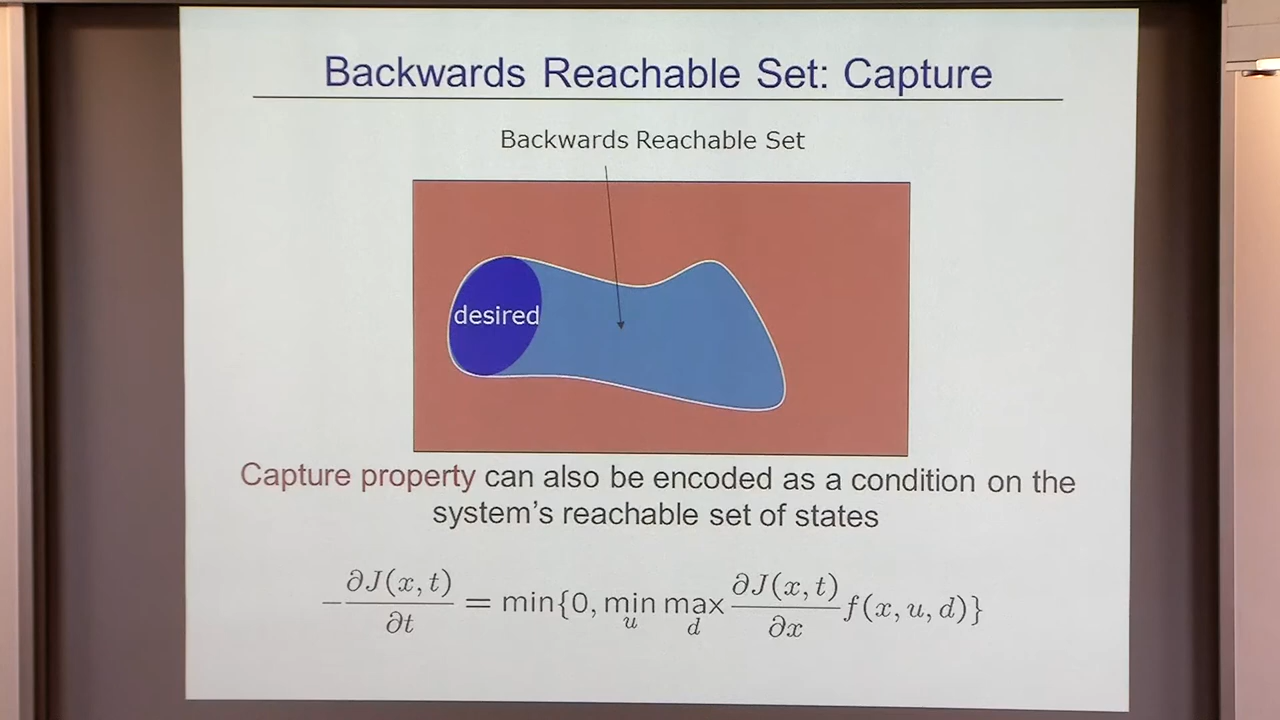 Backwards Reachable Set: Capture
Backwards Reachable Set
desired
Capture property can also be encoded as a condition on the
system's reachable set of states
−∂J(x, t)/∂t = min{0, min_u max_d ∂J(x, t)/∂x f(x, u, d)}